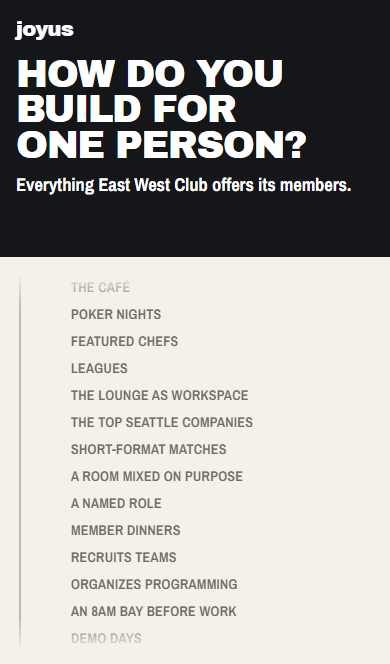 joyus
HOW DO YOU
BUILD FOR
ONE PERSON?
Everything East West Club offers its members.
THE CAFÉ
POKER NIGHTS
FEATURED CHEFS
LEAGUES
THE LOUNGE AS WORKSPACE
THE TOP SEATTLE COMPANIES
SHORT-FORMAT MATCHES
A ROOM MIXED ON PURPOSE
A NAMED ROLE
MEMBER DINNERS
RECRUITS TEAMS
ORGANIZES PROGRAMMING
AN 8AM BAY BEFORE WORK
DEMO DAYS